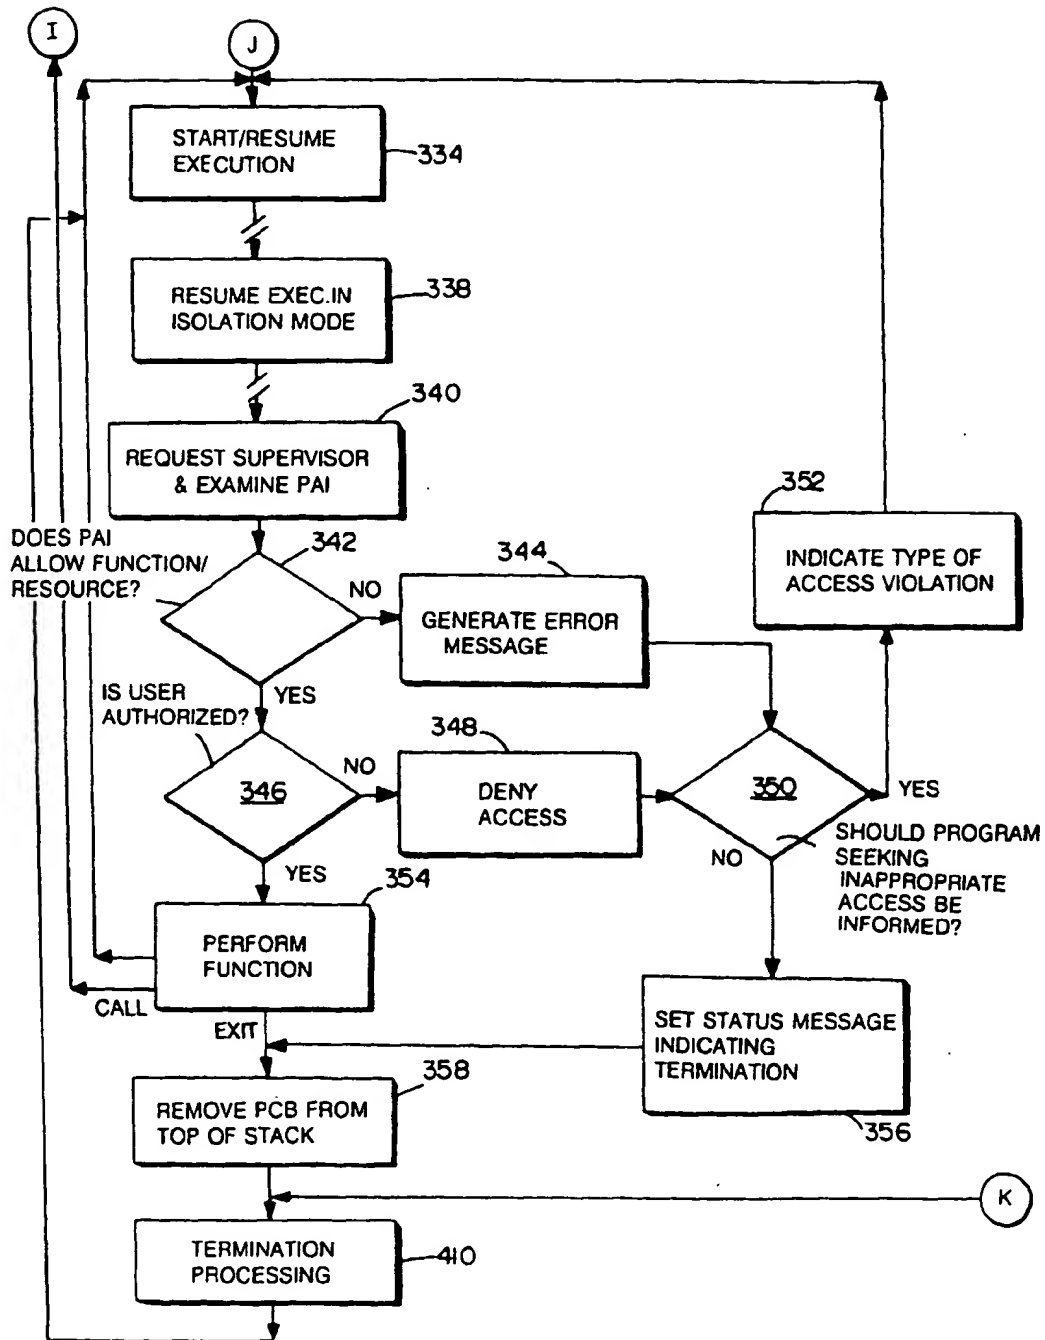 I
J
START/RESUME
EXECUTION
334
RESUME EXEC.IN
ISOLATION MODE
338
340
REQUEST SUPERVISOR
& EXAMINE PAI
352
INDICATE TYPE OF
ACCESS VIOLATION
DOES PAI
ALLOW FUNCTION/
RESOURCE?
342
NO
344
GENERATE ERROR
MESSAGE
YES
IS USER
AUTHORIZED?
346
NO
348
DENY
ACCESS
350
YES
SHOULD PROGRAM
SEEKING
INAPPROPRIATE
ACCESS BE
INFORMED?
NO
YES
354
PERFORM
FUNCTION
CALL
EXIT
SET STATUS MESSAGE
INDICATING
TERMINATION
356
358
REMOVE PCB FROM
TOP OF STACK
K
TERMINATION
PROCESSING
410